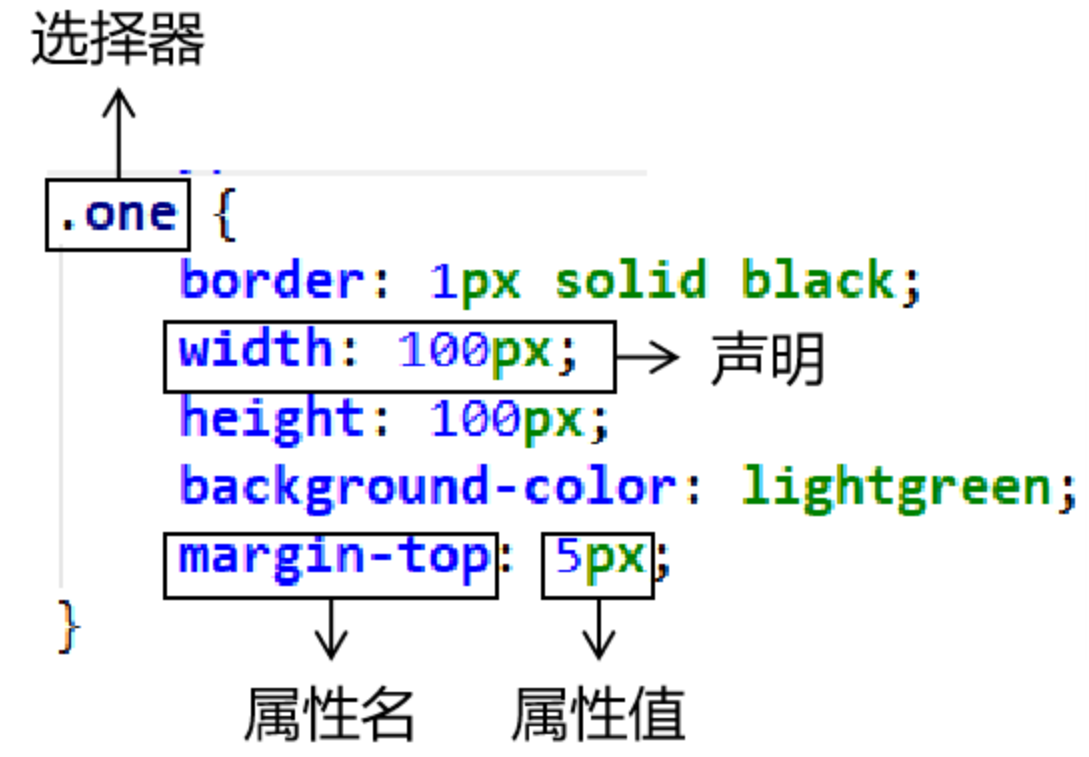 选择器
.one {
border: 1px solid black;
width: 100px; 声明
height: 100px;
background-color: lightgreen;
margin-top: 5px;
}
属性名 属性值